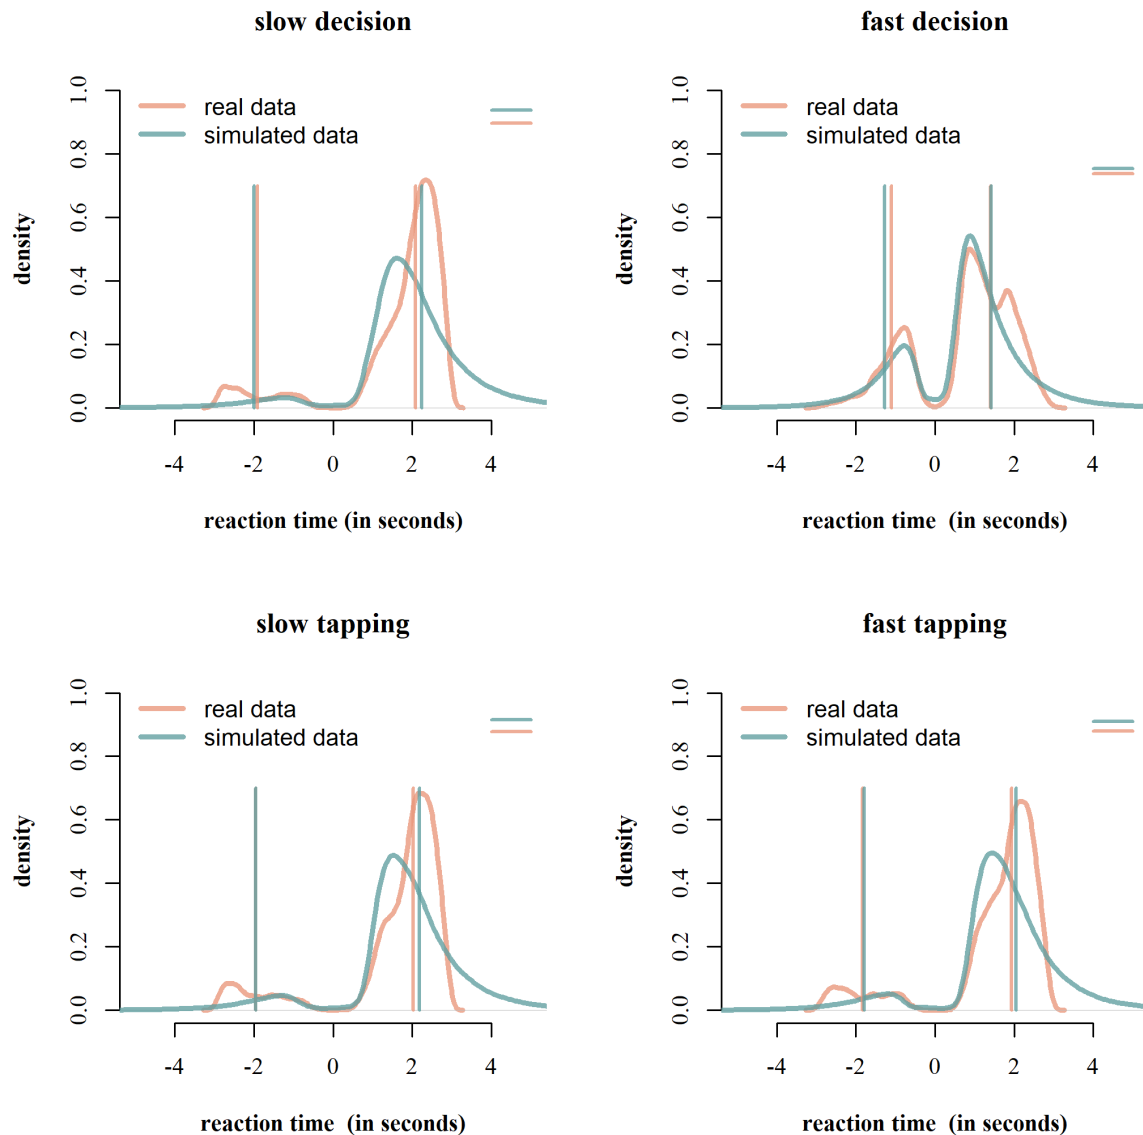 slow decision
real data
simulated data
density
0.0 0.2 0.4 0.6 0.8 1.0
-4 -2 0 2 4
reaction time (in seconds)
fast decision
real data
simulated data
density
0.0 0.2 0.4 0.6 0.8 1.0
-4 -2 0 2 4
reaction time  (in seconds)
slow tapping
real data
simulated data
density
0.0 0.2 0.4 0.6 0.8 1.0
-4 -2 0 2 4
reaction time  (in seconds)
fast tapping
real data
simulated data
density
0.0 0.2 0.4 0.6 0.8 1.0
-4 -2 0 2 4
reaction time  (in seconds)